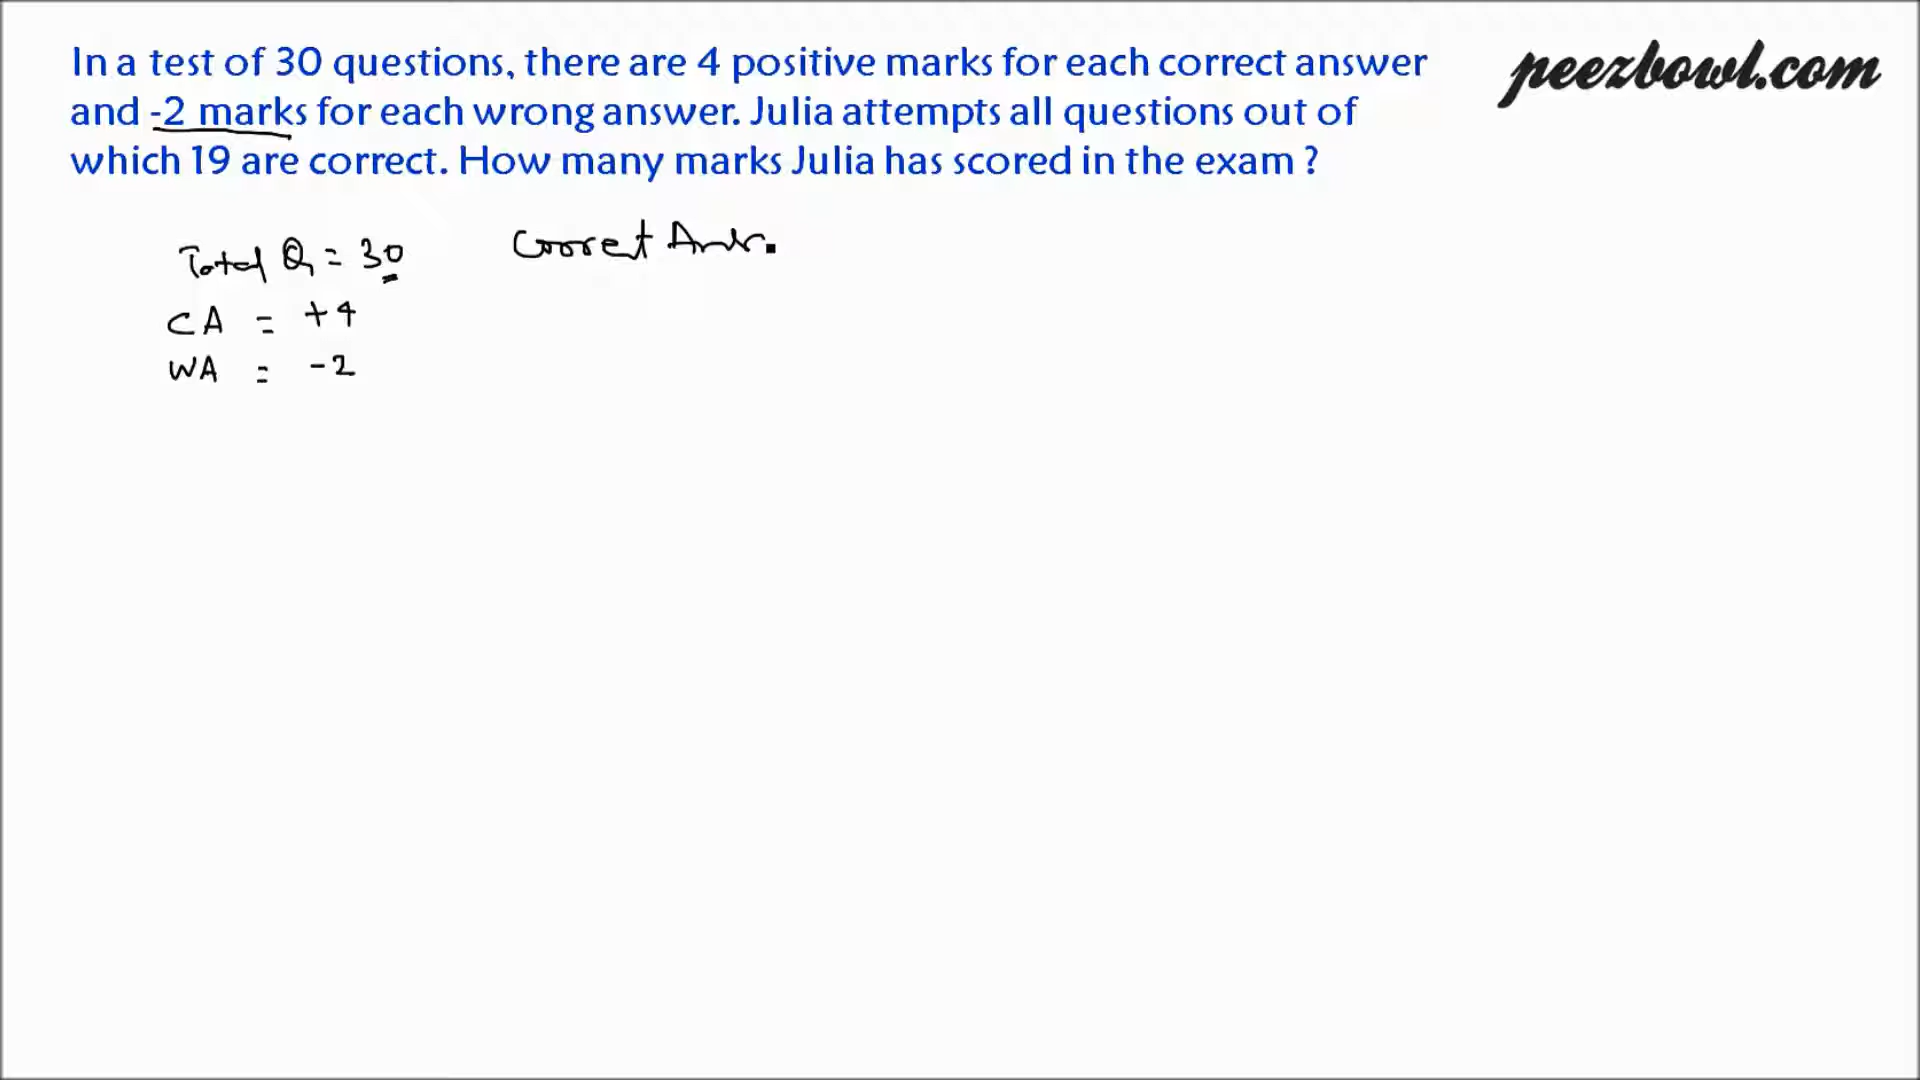 In a test of 30 questions, there are 4 positive marks for each correct answer
and -2 marks for each wrong answer. Julia attempts all questions out of
which 19 are correct. How many marks Julia has scored in the exam ?
peezbowl.com
Total Q = 30
Correct Ans.
CA = +4
WA = -2